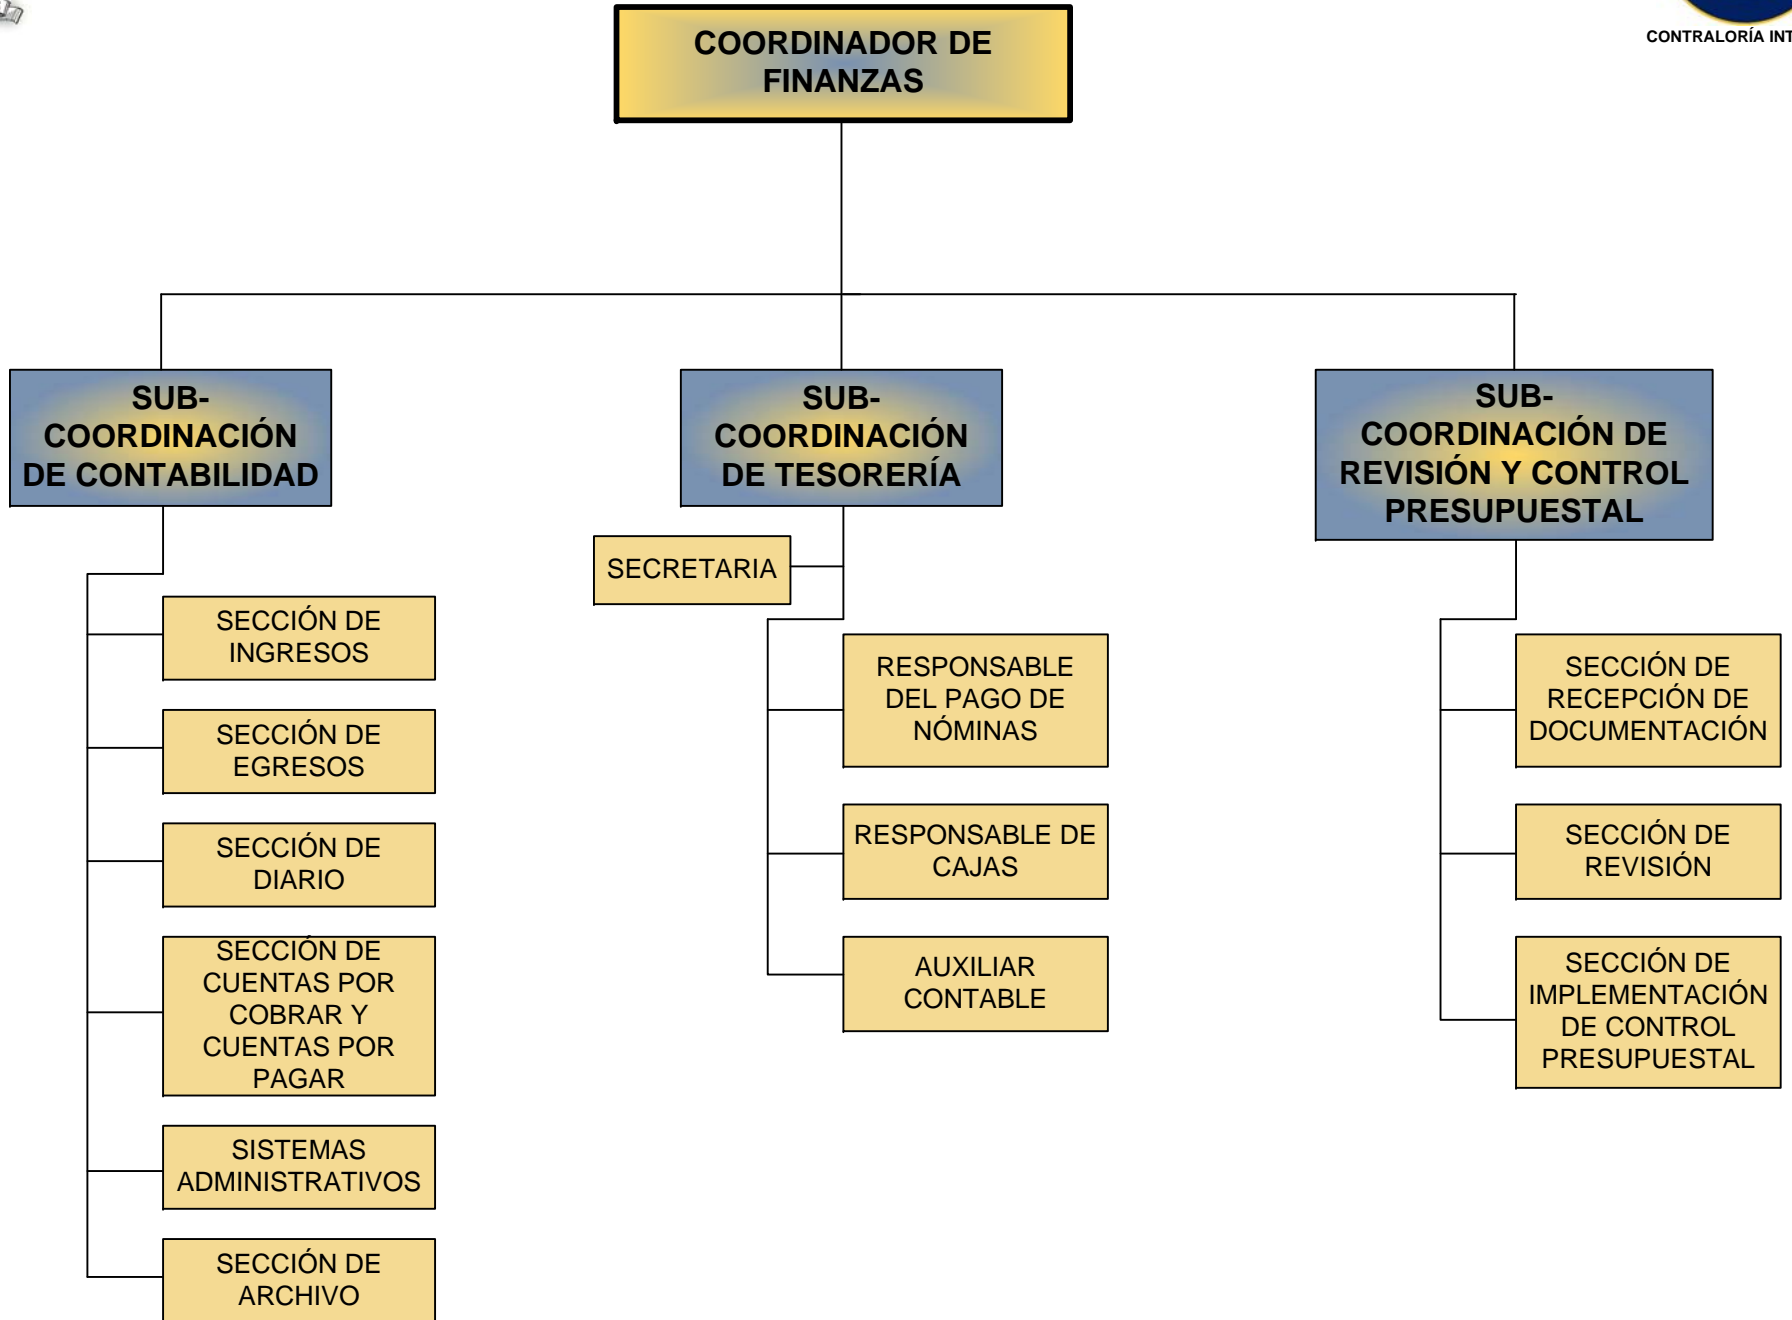 CONTRALORÍA INT
COORDINADOR DE
FINANZAS
SUB-
COORDINACIÓN
DE CONTABILIDAD
SECCIÓN DE
INGRESOS
SECCIÓN DE
EGRESOS
SECCIÓN DE
DIARIO
SECCIÓN DE
CUENTAS POR
COBRAR Y
CUENTAS POR
PAGAR
SISTEMAS
ADMINISTRATIVOS
SECCIÓN DE
ARCHIVO
SUB-
COORDINACIÓN
DE TESORERÍA
SECRETARIA
RESPONSABLE
DEL PAGO DE
NÓMINAS
RESPONSABLE DE
CAJAS
AUXILIAR
CONTABLE
SUB-
COORDINACIÓN DE
REVISIÓN Y CONTROL
PRESUPUESTAL
SECCIÓN DE
RECEPCIÓN DE
DOCUMENTACIÓN
SECCIÓN DE
REVISIÓN
SECCIÓN DE
IMPLEMENTACIÓN
DE CONTROL
PRESUPUESTAL